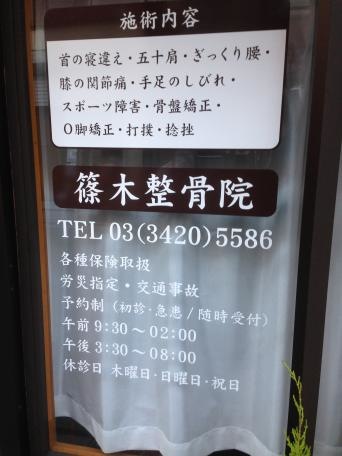 施術内容
首の寝違え・五十肩・ぎっくり腰・
膝の関節痛・手足のしびれ・
スポーツ障害・骨盤矯正・
O脚矯正・打撲・捻挫
篠木整骨院
TEL 03(3420)5586
各種保険取扱
労災指定・交通事故
予約制（初診・急患/随時受付）
午前 9:30〜02:00
午後 3:30〜08:00
休診日 木曜日・日曜日・祝日